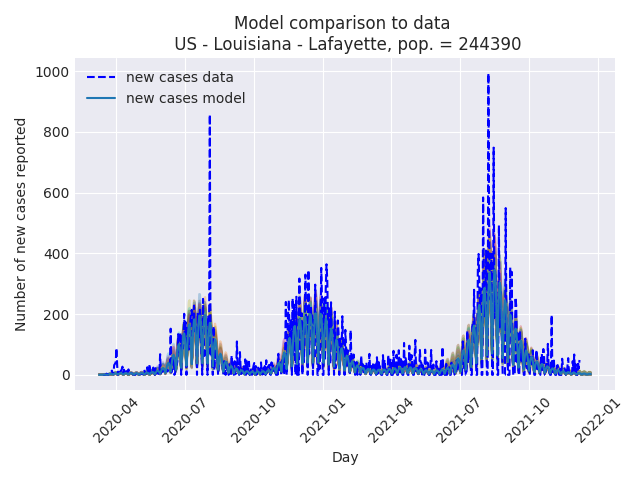 Model comparison to data
US - Louisiana - Lafayette, pop. = 244390
new cases data
new cases model
Number of new cases reported
1000
800
600
400
200
0
2020-04
2020-07
2020-10
2021-01
2021-04
2021-07
2021-10
2022-01
Day